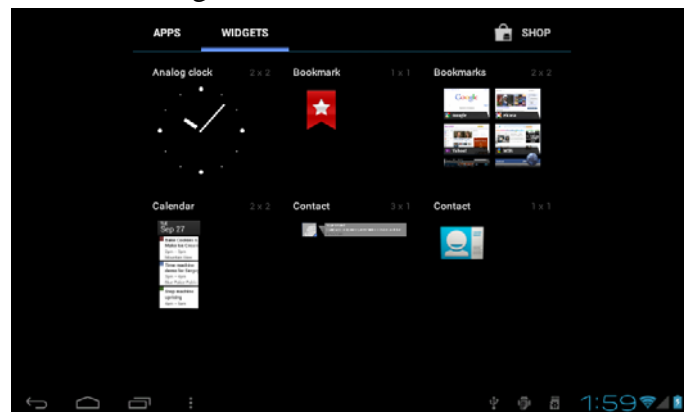 APPS WIDGETS SHOP
Analog clock 2 x 2 Bookmark 1 x 1 Bookmarks 2 x 2
Google
Calendar 2 x 2 Contact 3 x 1 Contact 1 x 1
Sep 27
1:59